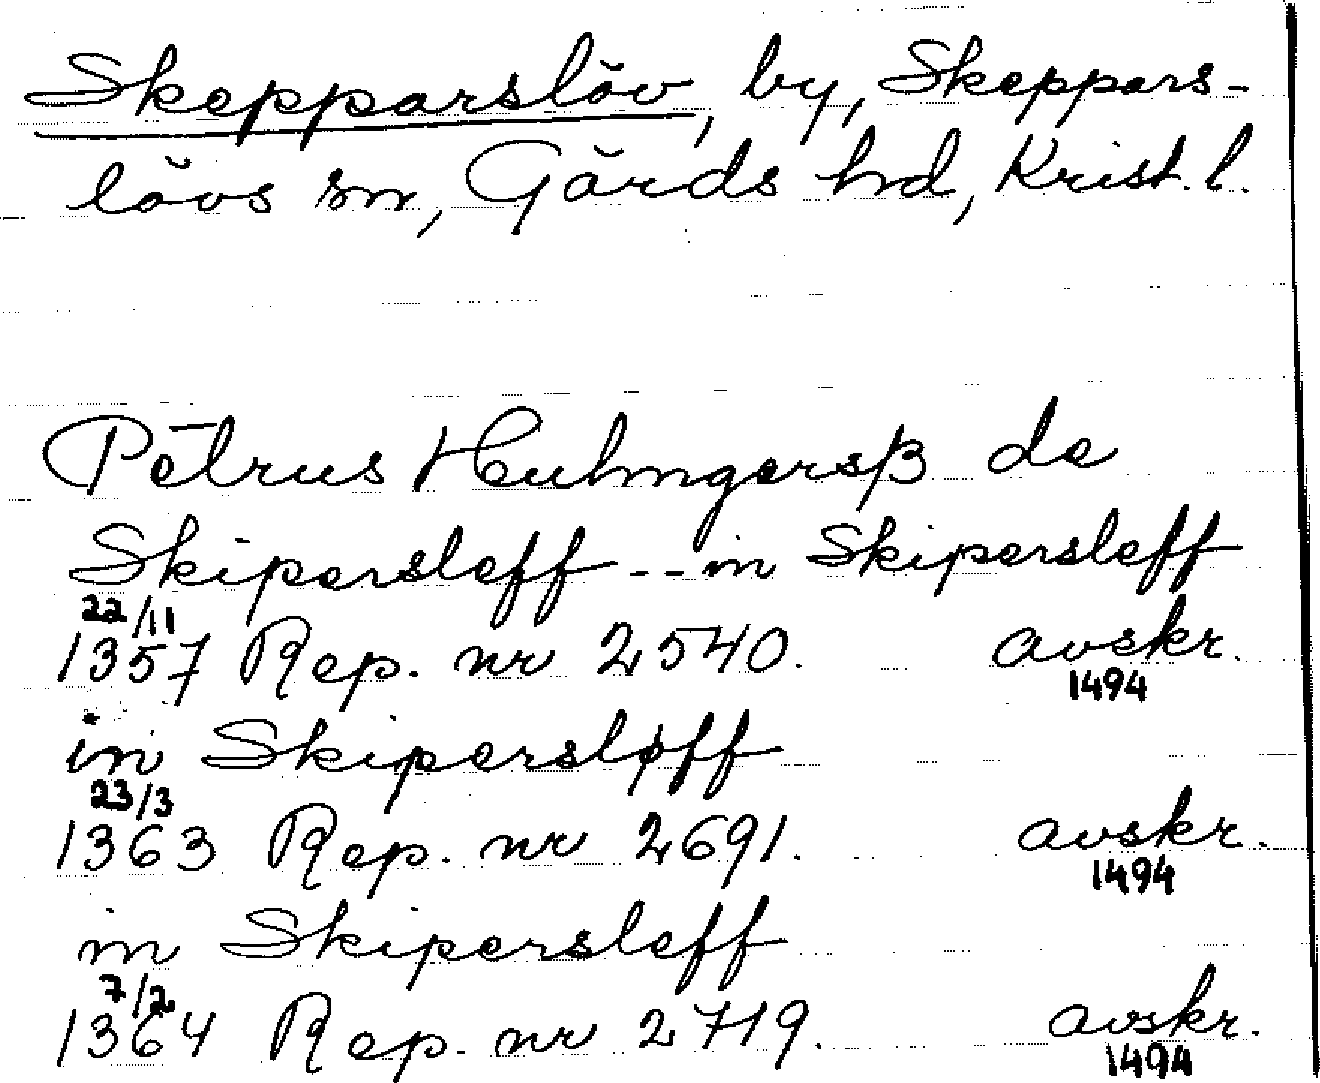 Skepparslöv, by, Skeppars-
lövs sn, Gärds hd, Krist. l.
Petrus Hulmgersß de
Skipersleff -- in Skipersleff
22/11
1357 Rep. nr 2540. avskr.
1494
in Skipersløff
23/3
1363 Rep. nr 2691. avskr.
1494
in Skipersleff
7/2
1364 Rep. nr 2719. avskr.
1494